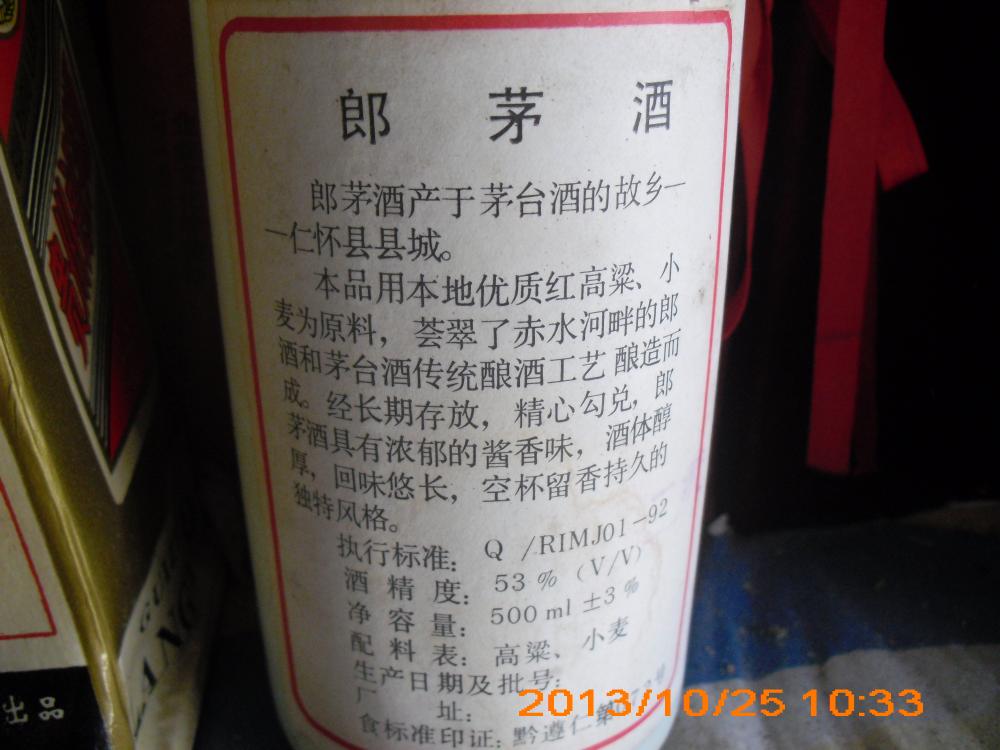 郎茅酒
郎茅酒产于茅台酒的故乡—
—仁怀县县城。
本品用本地优质红高粱、小
麦为原料，荟翠了赤水河畔的郎
酒和茅台酒传统酿酒工艺酿造而
成。经长期存放，精心勾兑，郎
茅酒具有浓郁的酱香味，酒体醇
厚，回味悠长，空杯留香持久的
独特风格。
执行标准：Q /RIMJ01-92
酒精度：53％（V/V）
净容量：500ml ±3％
配料表：高粱、小麦
生产日期及批号：
厂址：
食标准印证：黔遵仁第
2013/10/25 10:33
出品